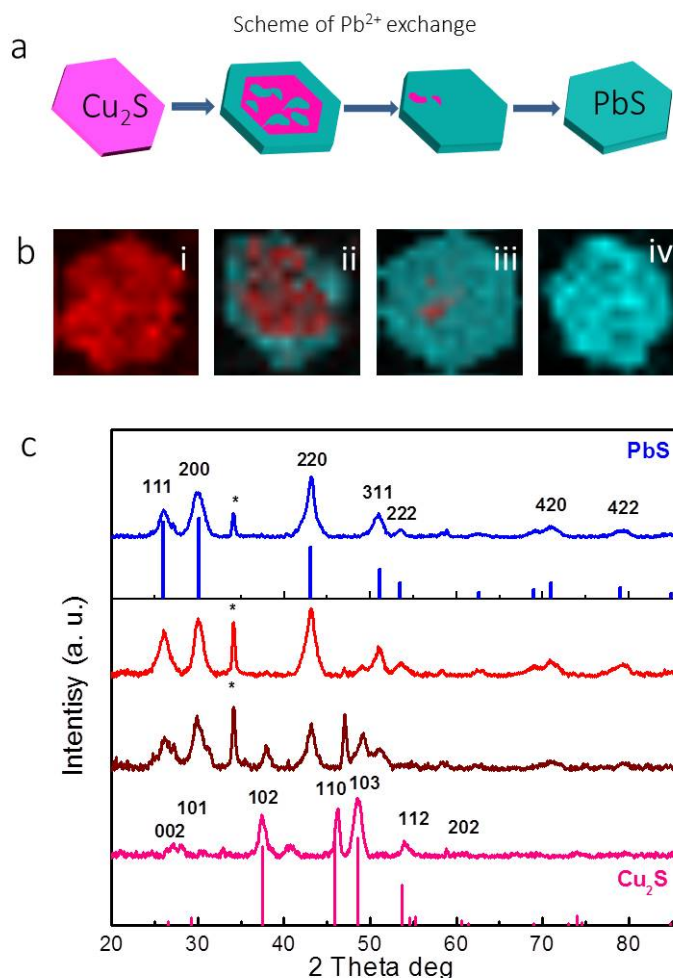 Scheme of Pb²⁺ exchange
a
Cu₂S
PbS
b
i
ii
iii
iv
c
PbS
111
200
*
220
311
222
420
422
*
*
Intentisy (a. u.)
002
101
102
110
103
112
202
Cu₂S
20 30 40 50 60 70 80
2 Theta deg